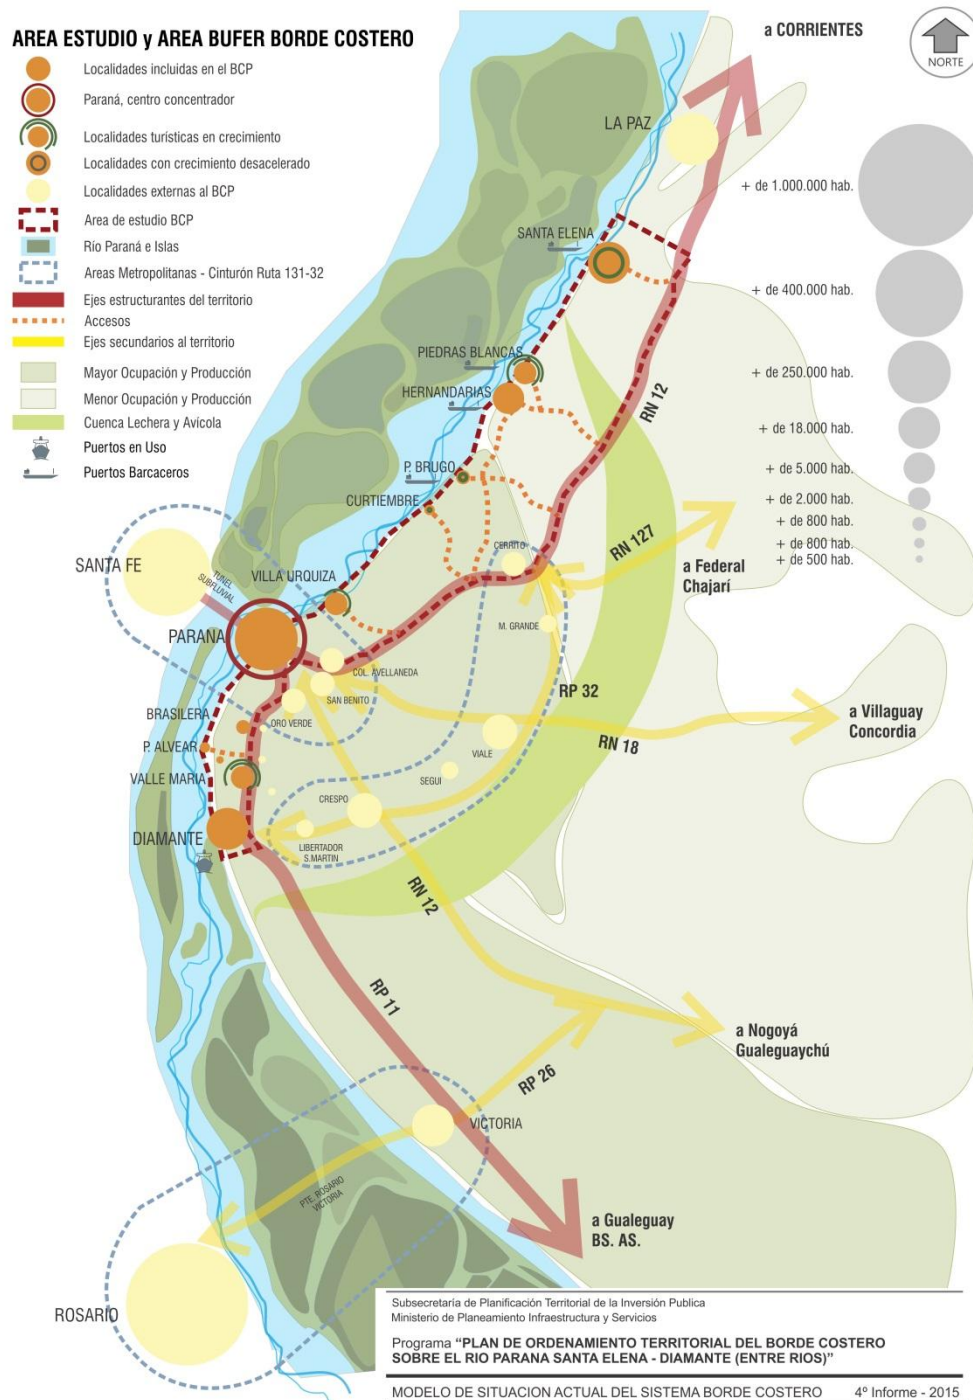 AREA ESTUDIO y AREA BUFER BORDE COSTERO
Localidades incluidas en el BCP
Paraná, centro concentrador
Localidades turísticas en crecimiento
Localidades con crecimiento desacelerado
Localidades externas al BCP
Area de estudio BCP
Río Paraná e Islas
Areas Metropolitanas - Cinturón Ruta 131-32
Ejes estructurantes del territorio
Accesos
Ejes secundarios al territorio
Mayor Ocupación y Producción
Menor Ocupación y Producción
Cuenca Lechera y Avícola
Puertos en Uso
Puertos Barcaceros
a CORRIENTES
NORTE
LA PAZ
+ de 1.000.000 hab.
SANTA ELENA
+ de 400.000 hab.
PIEDRAS BLANCAS
+ de 250.000 hab.
HERNANDARIAS
RN 12
+ de 18.000 hab.
P. BRUGO
+ de 5.000 hab.
CURTIEMBRE
+ de 2.000 hab.
+ de 800 hab.
+ de 800 hab.
+ de 500 hab.
CERRITO
RN 127
a Federal
Chajarí
SANTA FE
TUNEL
SUBFLUVIAL
VILLA URQUIZA
PARANA
M. GRANDE
COL. AVELLANEDA
SAN BENITO
RP 32
BRASILERA
ORO VERDE
a Villaguay
Concordia
P. ALVEAR
VIALE
RN 18
VALLE MARIA
SEGUI
CRESPO
DIAMANTE
LIBERTADOR
S.MARTIN
RN 12
RP 11
a Nogoyá
Gualeguaychú
RP 26
VICTORIA
PTE. ROSARIO
VICTORIA
a Gualeguay
BS. AS.
ROSARIO
Subsecretaría de Planificación Territorial de la Inversión Publica
Ministerio de Planeamiento Infraestructura y Servicios
Programa “PLAN DE ORDENAMIENTO TERRITORIAL DEL BORDE COSTERO
SOBRE EL RIO PARANA SANTA ELENA - DIAMANTE (ENTRE RIOS)”
MODELO DE SITUACION ACTUAL DEL SISTEMA BORDE COSTERO 4º Informe - 2015